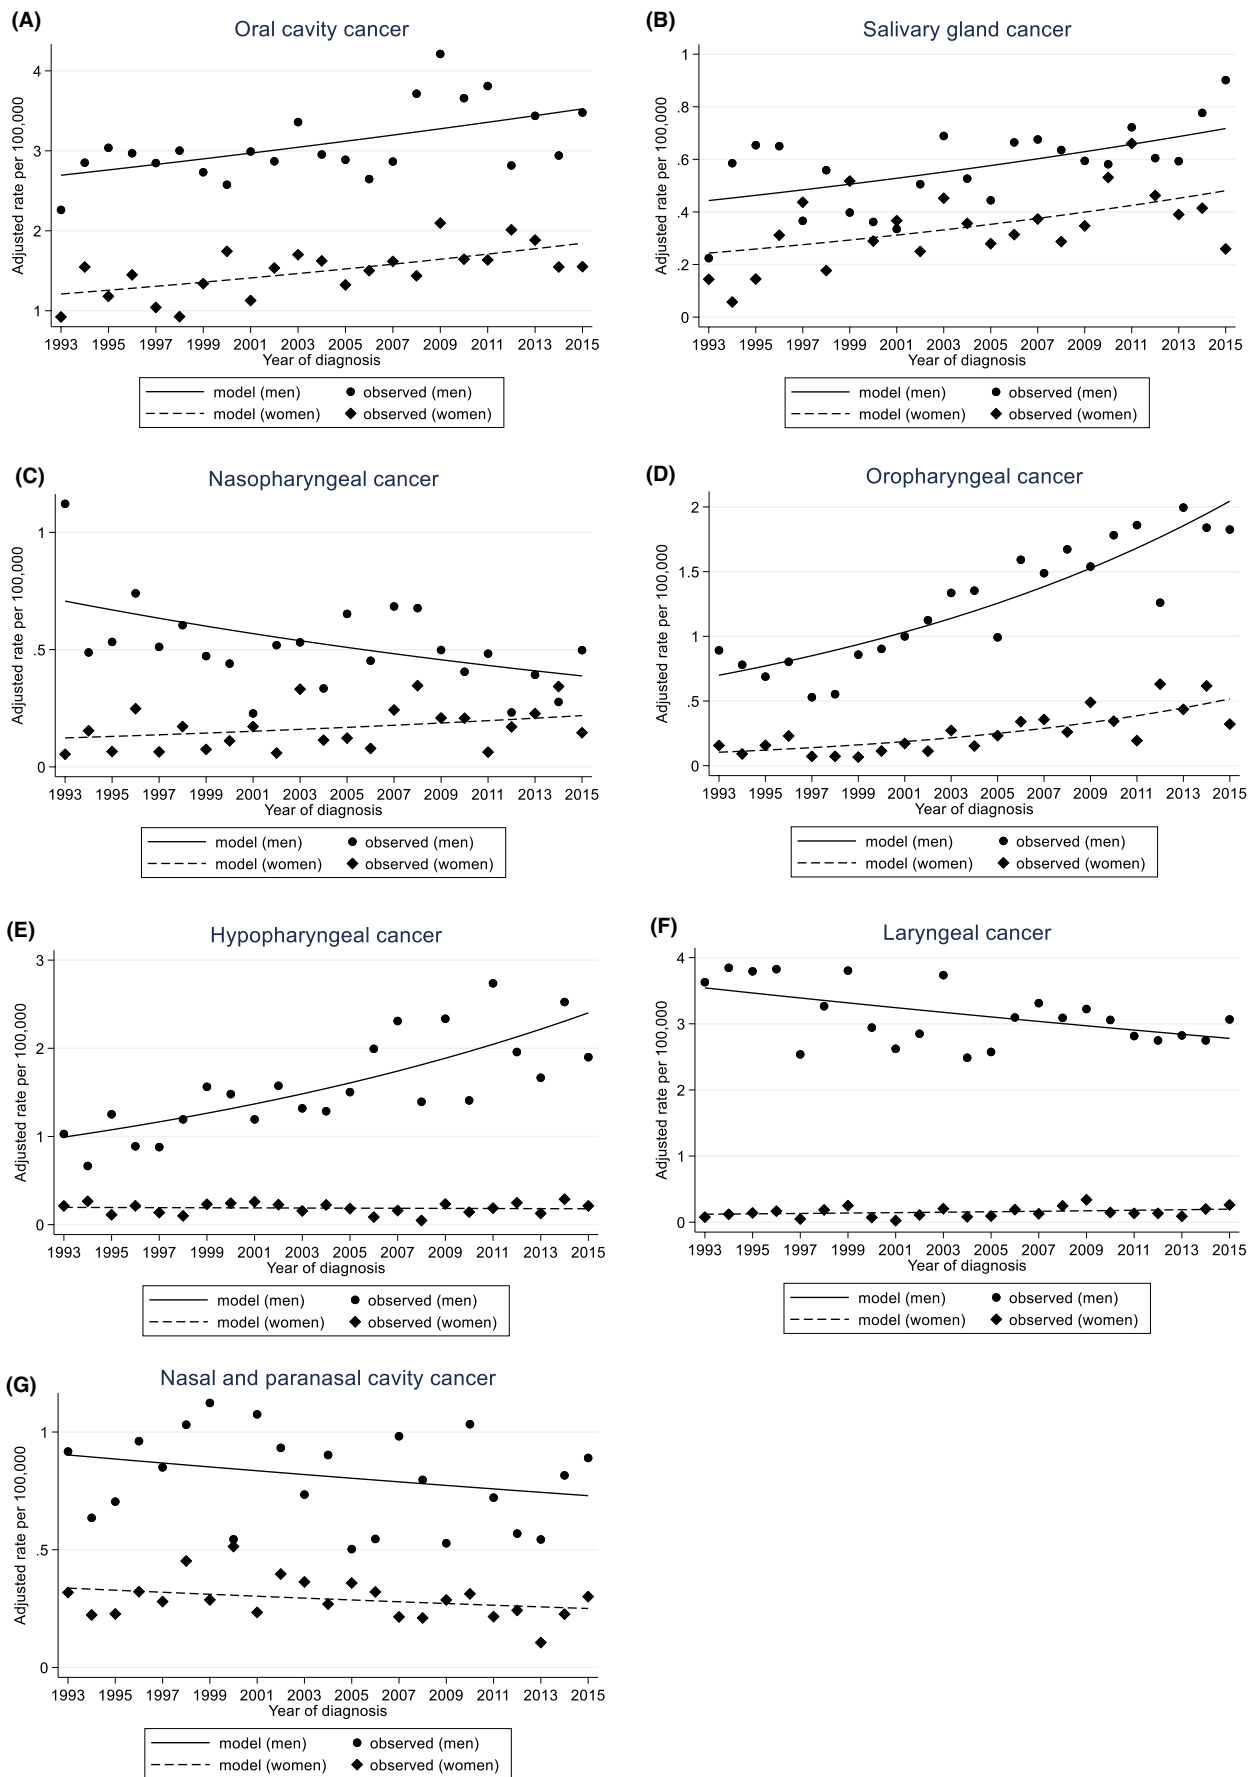 (A)
Oral cavity cancer
Adjusted rate per 100,000
4
3
2
1
1993 1995 1997 1999 2001 2003 2005 2007 2009 2011 2013 2015
Year of diagnosis
model (men) observed (men)
model (women) observed (women)
(B)
Salivary gland cancer
Adjusted rate per 100,000
1
.8
.6
.4
.2
0
1993 1995 1997 1999 2001 2003 2005 2007 2009 2011 2013 2015
Year of diagnosis
model (men) observed (men)
model (women) observed (women)
(C)
Nasopharyngeal cancer
Adjusted rate per 100,000
1
.5
0
1993 1995 1997 1999 2001 2003 2005 2007 2009 2011 2013 2015
Year of diagnosis
model (men) observed (men)
model (women) observed (women)
(D)
Oropharyngeal cancer
Adjusted rate per 100,000
2
1.5
1
.5
0
1993 1995 1997 1999 2001 2003 2005 2007 2009 2011 2013 2015
Year of diagnosis
model (men) observed (men)
model (women) observed (women)
(E)
Hypopharyngeal cancer
Adjusted rate per 100,000
3
2
1
0
1993 1995 1997 1999 2001 2003 2005 2007 2009 2011 2013 2015
Year of diagnosis
model (men) observed (men)
model (women) observed (women)
(F)
Laryngeal cancer
Adjusted rate per 100,000
4
3
2
1
0
1993 1995 1997 1999 2001 2003 2005 2007 2009 2011 2013 2015
Year of diagnosis
model (men) observed (men)
model (women) observed (women)
(G)
Nasal and paranasal cavity cancer
Adjusted rate per 100,000
1
.5
0
1993 1995 1997 1999 2001 2003 2005 2007 2009 2011 2013 2015
Year of diagnosis
model (men) observed (men)
model (women) observed (women)